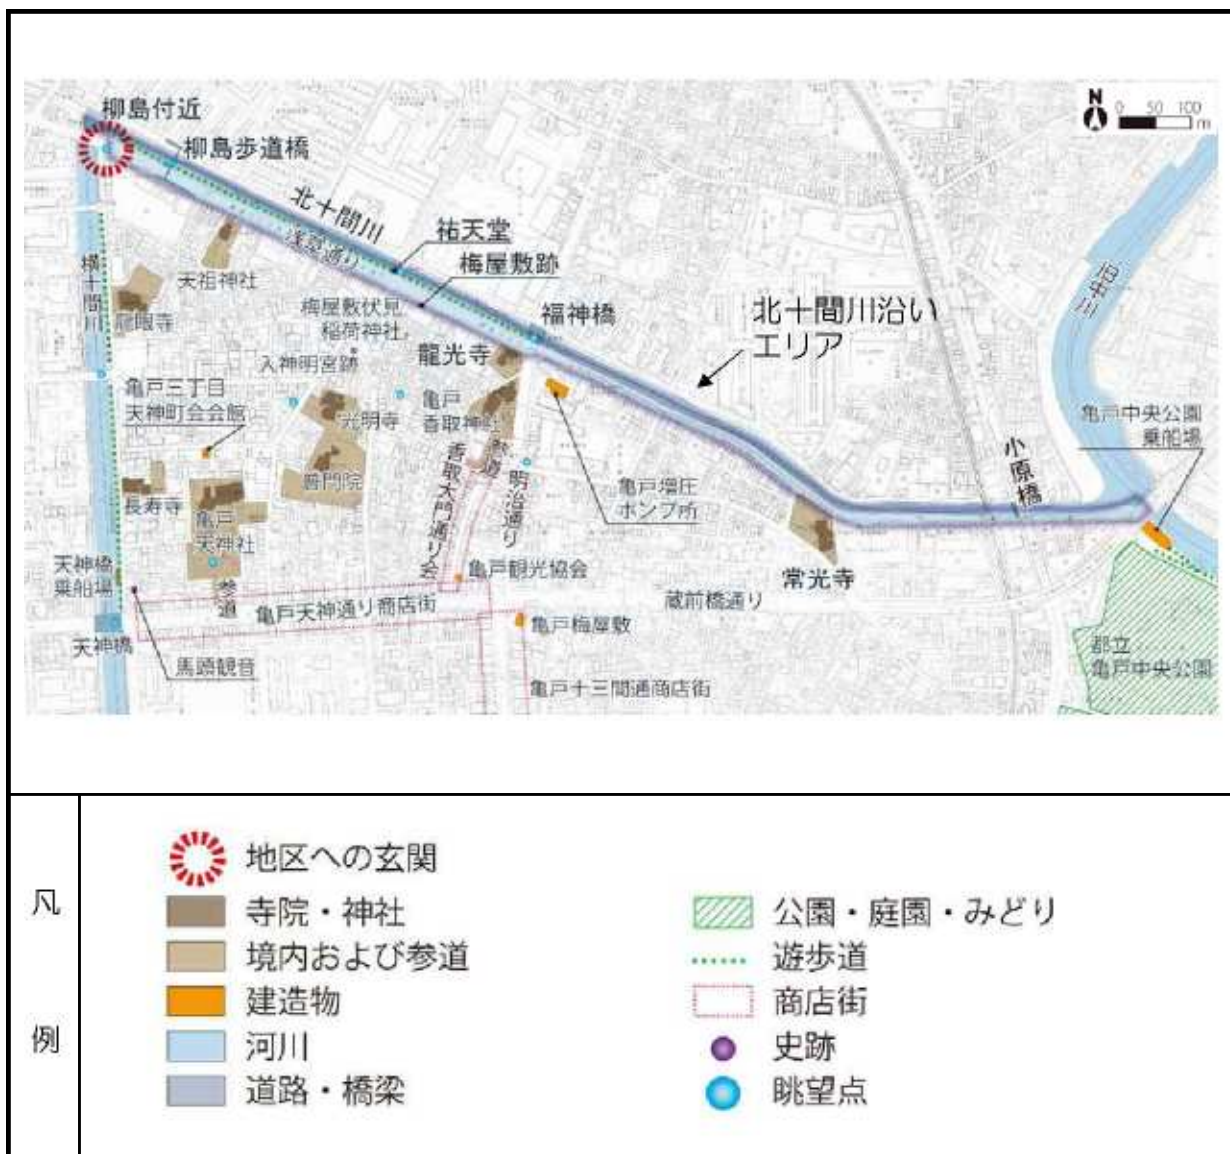 柳島付近
柳島歩道橋
北十間川
浅草通り
祐天堂
梅屋敷跡
福神橋
北十間川沿い
エリア
旧中川
横十間川
天祖神社
龍眼寺
梅屋敷伏見
稲荷神社
入神明宮跡
龍光寺
亀戸三丁目
天神町会会館
光明寺
亀戸
香取神社
参道
香取大門通り会
明治通り
亀戸増圧
ポンプ所
小原橋
亀戸中央公園
乗船場
普門院
長寿寺
亀戸
天神社
参道
天神橋
乗船場
亀戸観光協会
常光寺
蔵前橋通り
亀戸天神通り商店街
亀戸梅屋敷
天神橋
馬頭観音
都立
亀戸中央公園
亀戸十三間通商店街
N
0 50 100
m
凡例
地区への玄関
寺院・神社
境内および参道
建造物
河川
道路・橋梁
公園・庭園・みどり
遊歩道
商店街
史跡
眺望点